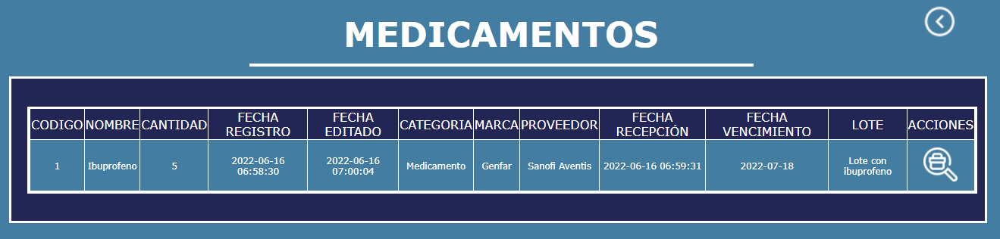 MEDICAMENTOS
CODIGO NOMBRE CANTIDAD FECHA REGISTRO FECHA EDITADO CATEGORIA MARCA PROVEEDOR FECHA RECEPCIÓN FECHA VENCIMIENTO LOTE ACCIONES
1 Ibuprofeno 5 2022-06-16 06:58:30 2022-06-16 07:00:04 Medicamento Genfar Sanofi Aventis 2022-06-16 06:59:31 2022-07-18 Lote con ibuprofeno